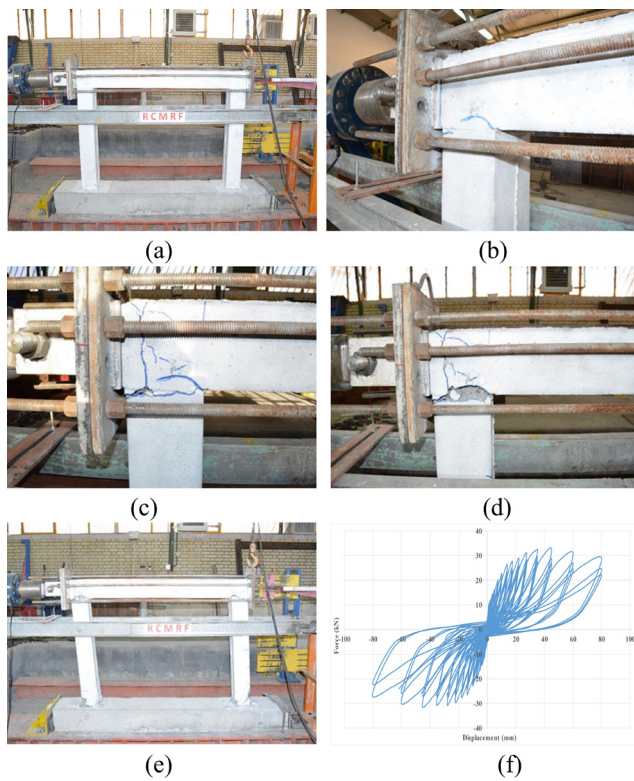 RCMRF
(a)
(b)
(c)
(d)
RCMRF
(e)
40
30
20
10
0
-10
-20
-30
-40
-100 -80 -60 -40 -20 0 20 40 60 80 100
Force (kN)
Displacement (mm)
(f)